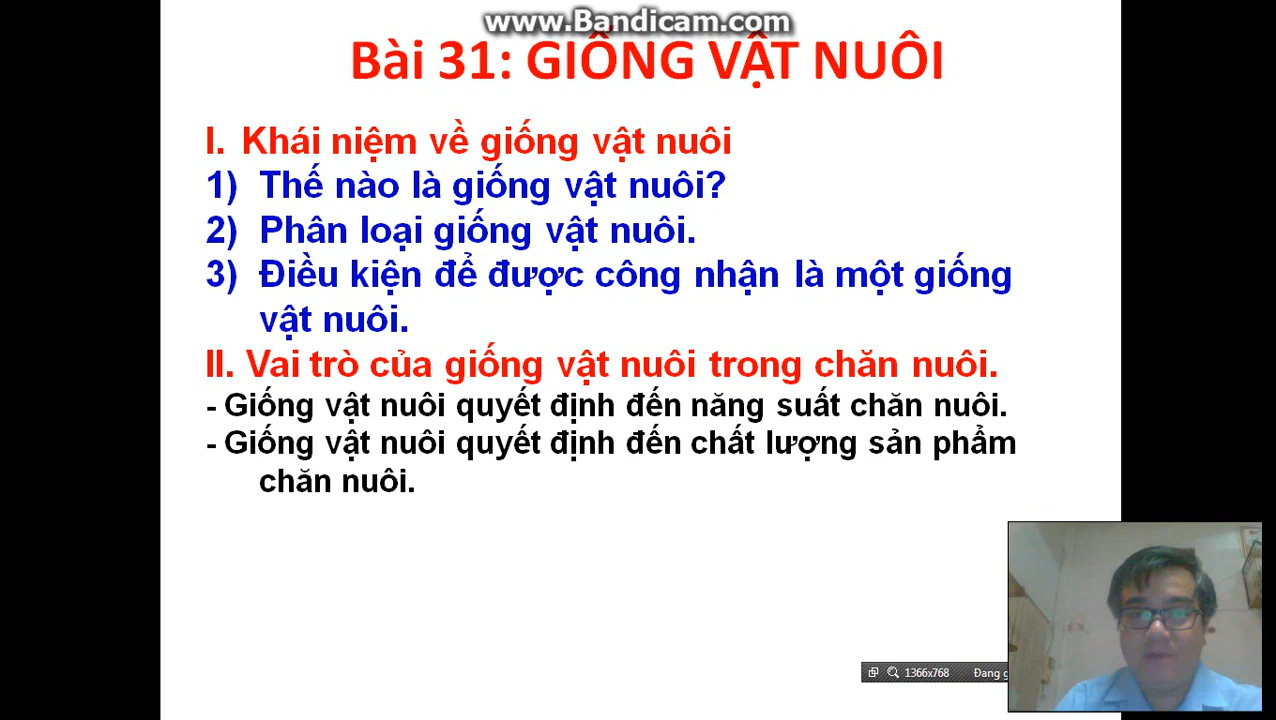 www.Bandicam.com
Bài 31: GIỐNG VẬT NUÔI
I. Khái niệm về giống vật nuôi
1) Thế nào là giống vật nuôi?
2) Phân loại giống vật nuôi.
3) Điều kiện để được công nhận là một giống
vật nuôi.
II. Vai trò của giống vật nuôi trong chăn nuôi.
- Giống vật nuôi quyết định đến năng suất chăn nuôi.
- Giống vật nuôi quyết định đến chất lượng sản phẩm
chăn nuôi.
1366x768 Đang g